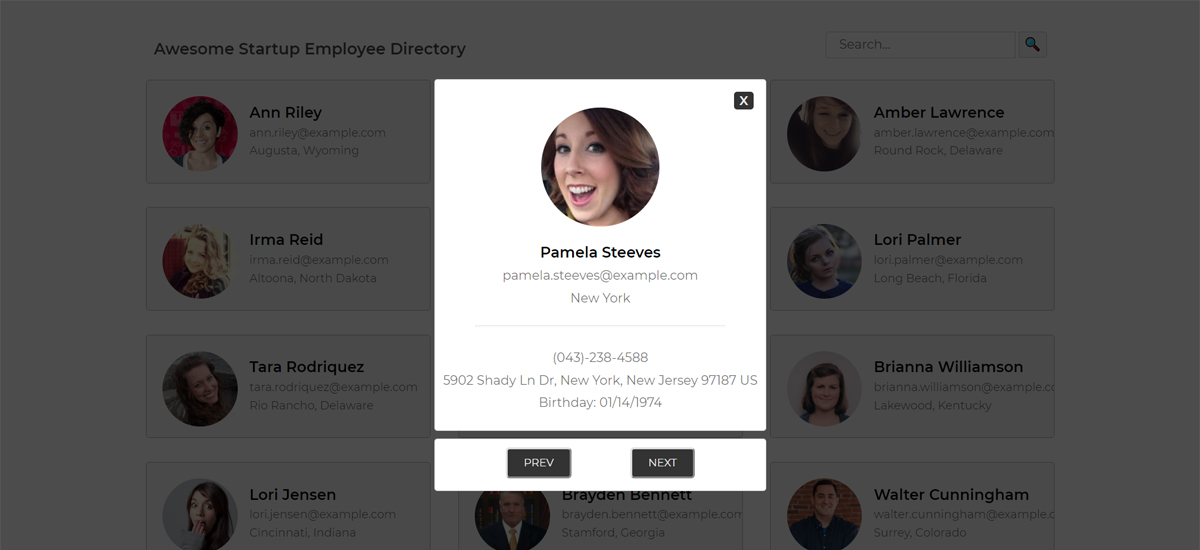 Awesome Startup Employee Directory
Search...
X
Ann Riley
ann.riley@example.com
Augusta, Wyoming
Amber Lawrence
amber.lawrence@example.com
Round Rock, Delaware
Pamela Steeves
pamela.steeves@example.com
New York
(043)-238-4588
5902 Shady Ln Dr, New York, New Jersey 97187 US
Birthday: 01/14/1974
PREV
NEXT
Irma Reid
irma.reid@example.com
Altoona, North Dakota
Lori Palmer
lori.palmer@example.com
Long Beach, Florida
Tara Rodriquez
tara.rodriquez@example.com
Rio Rancho, Delaware
Brianna Williamson
brianna.williamson@example.cc
Lakewood, Kentucky
Lori Jensen
lori.jensen@example.com
Cincinnati, Indiana
Brayden Bennett
brayden.bennett@example.com
Stamford, Georgia
Walter Cunningham
walter.cunningham@example.c
Surrey, Colorado